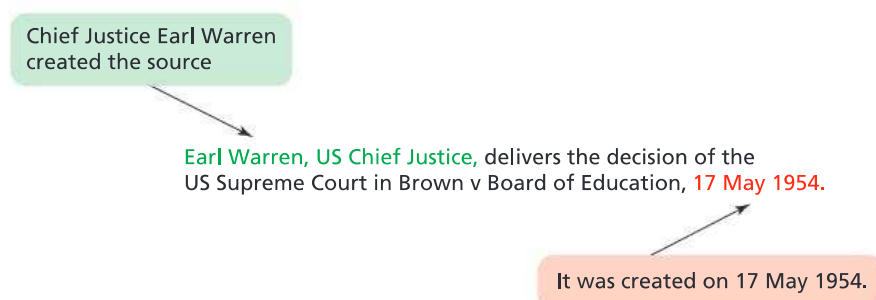 Chief Justice Earl Warren
created the source
Earl Warren, US Chief Justice, delivers the decision of the
US Supreme Court in Brown v Board of Education, 17 May 1954.
It was created on 17 May 1954.